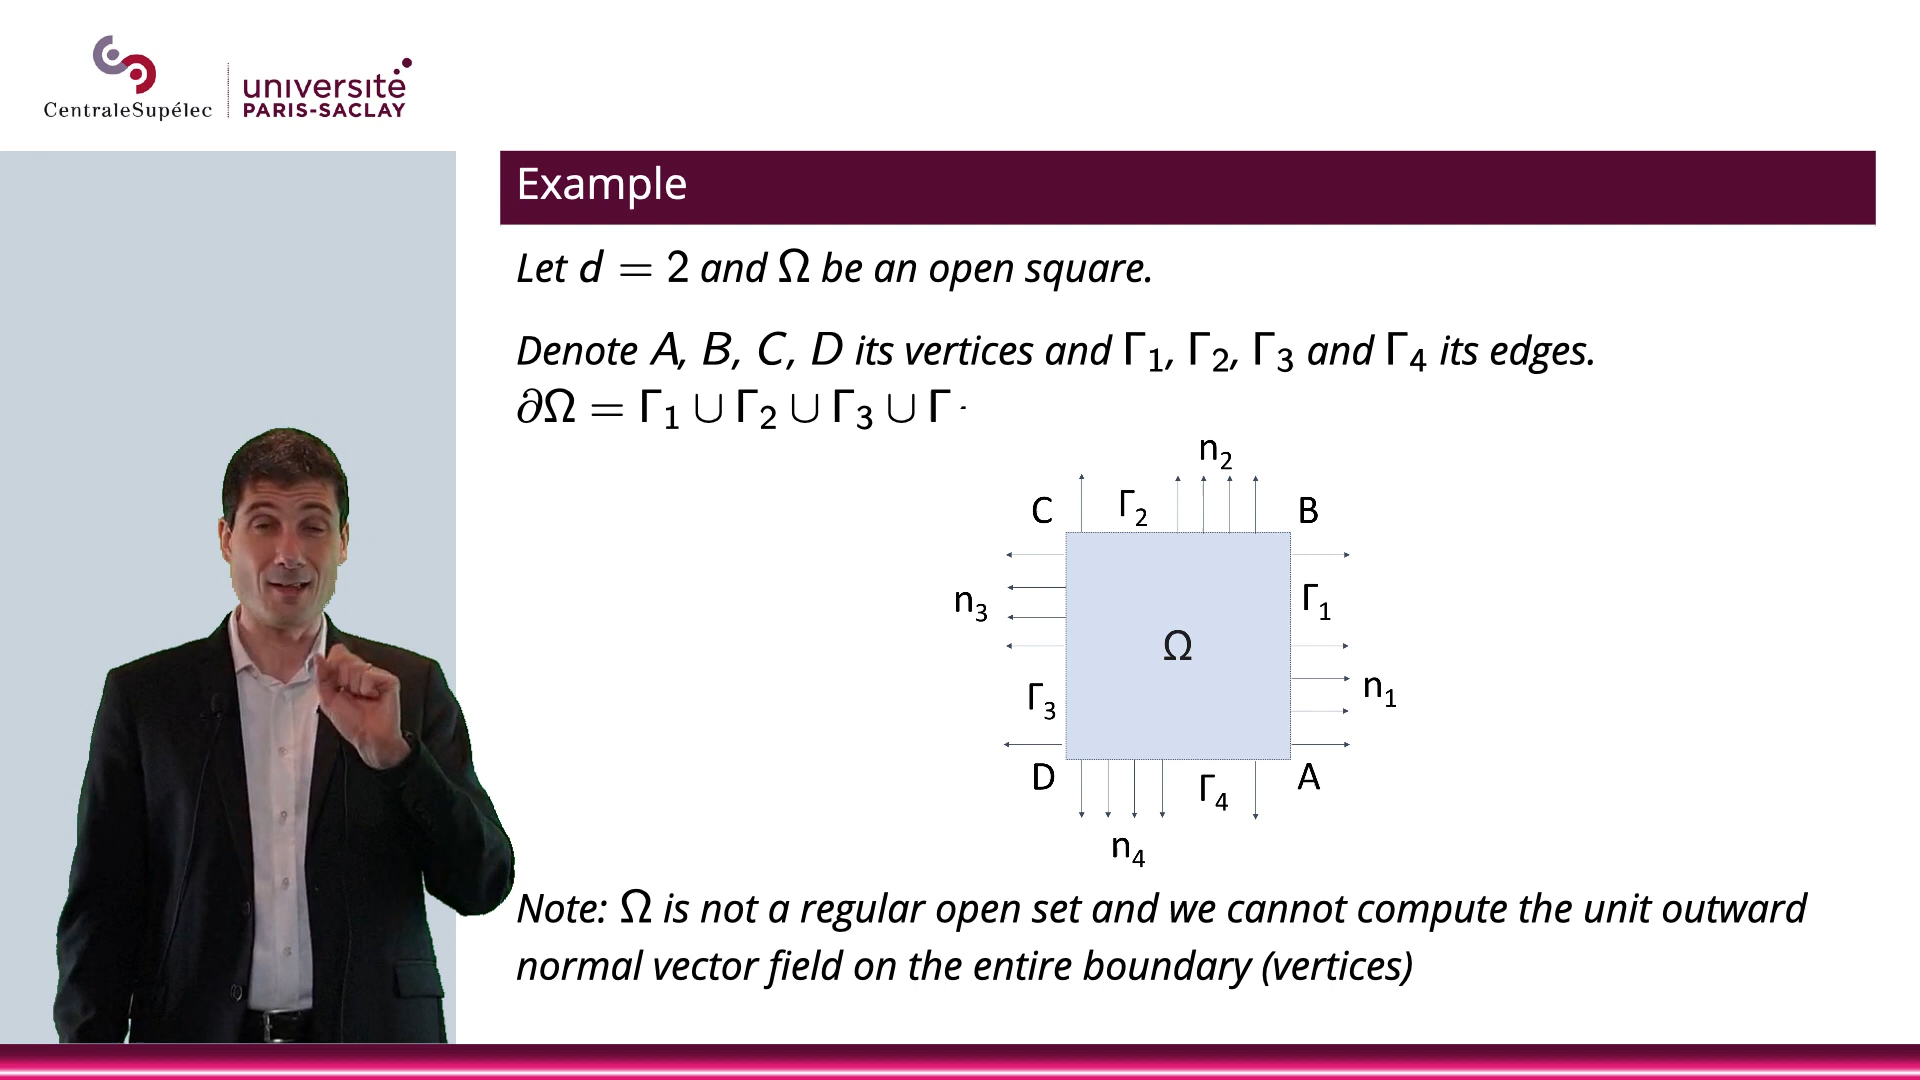 CentraleSupélec
université
PARIS-SACLAY
Example
Let d = 2 and Ω be an open square.
Denote A, B, C, D its vertices and Γ₁, Γ₂, Γ₃ and Γ₄ its edges.
∂Ω = Γ₁ ∪ Γ₂ ∪ Γ₃ ∪ Γ
n₂
C Γ₂ B
n₃ Γ₁
Ω
Γ₃ n₁
D Γ₄ A
n₄
Note: Ω is not a regular open set and we cannot compute the unit outward
normal vector field on the entire boundary (vertices)